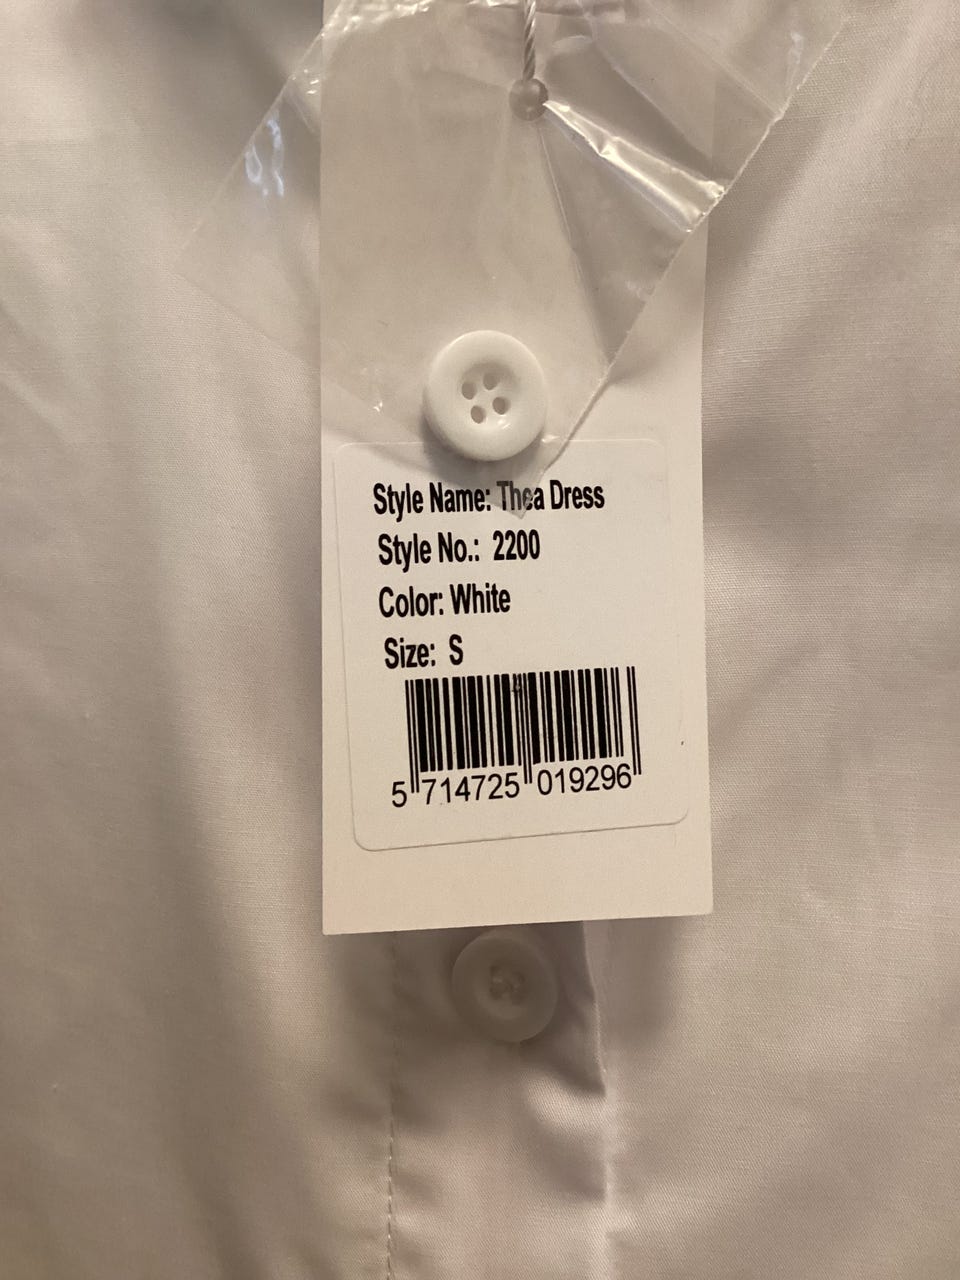 Style Name: Thea Dress
Style No.: 2200
Color: White
Size: S
5 714725 019296